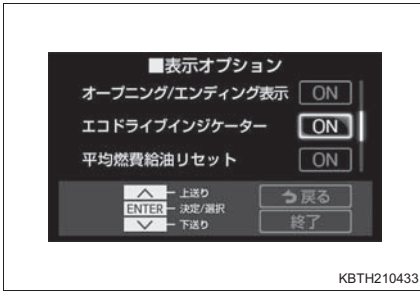 ■表示オプション
オープニング/エンディング表示 ON
エコドライブインジケーター ON
平均燃費給油リセット ON
上送り
ENTER 決定/選択
下送り
戻る
終了
KBTH210433